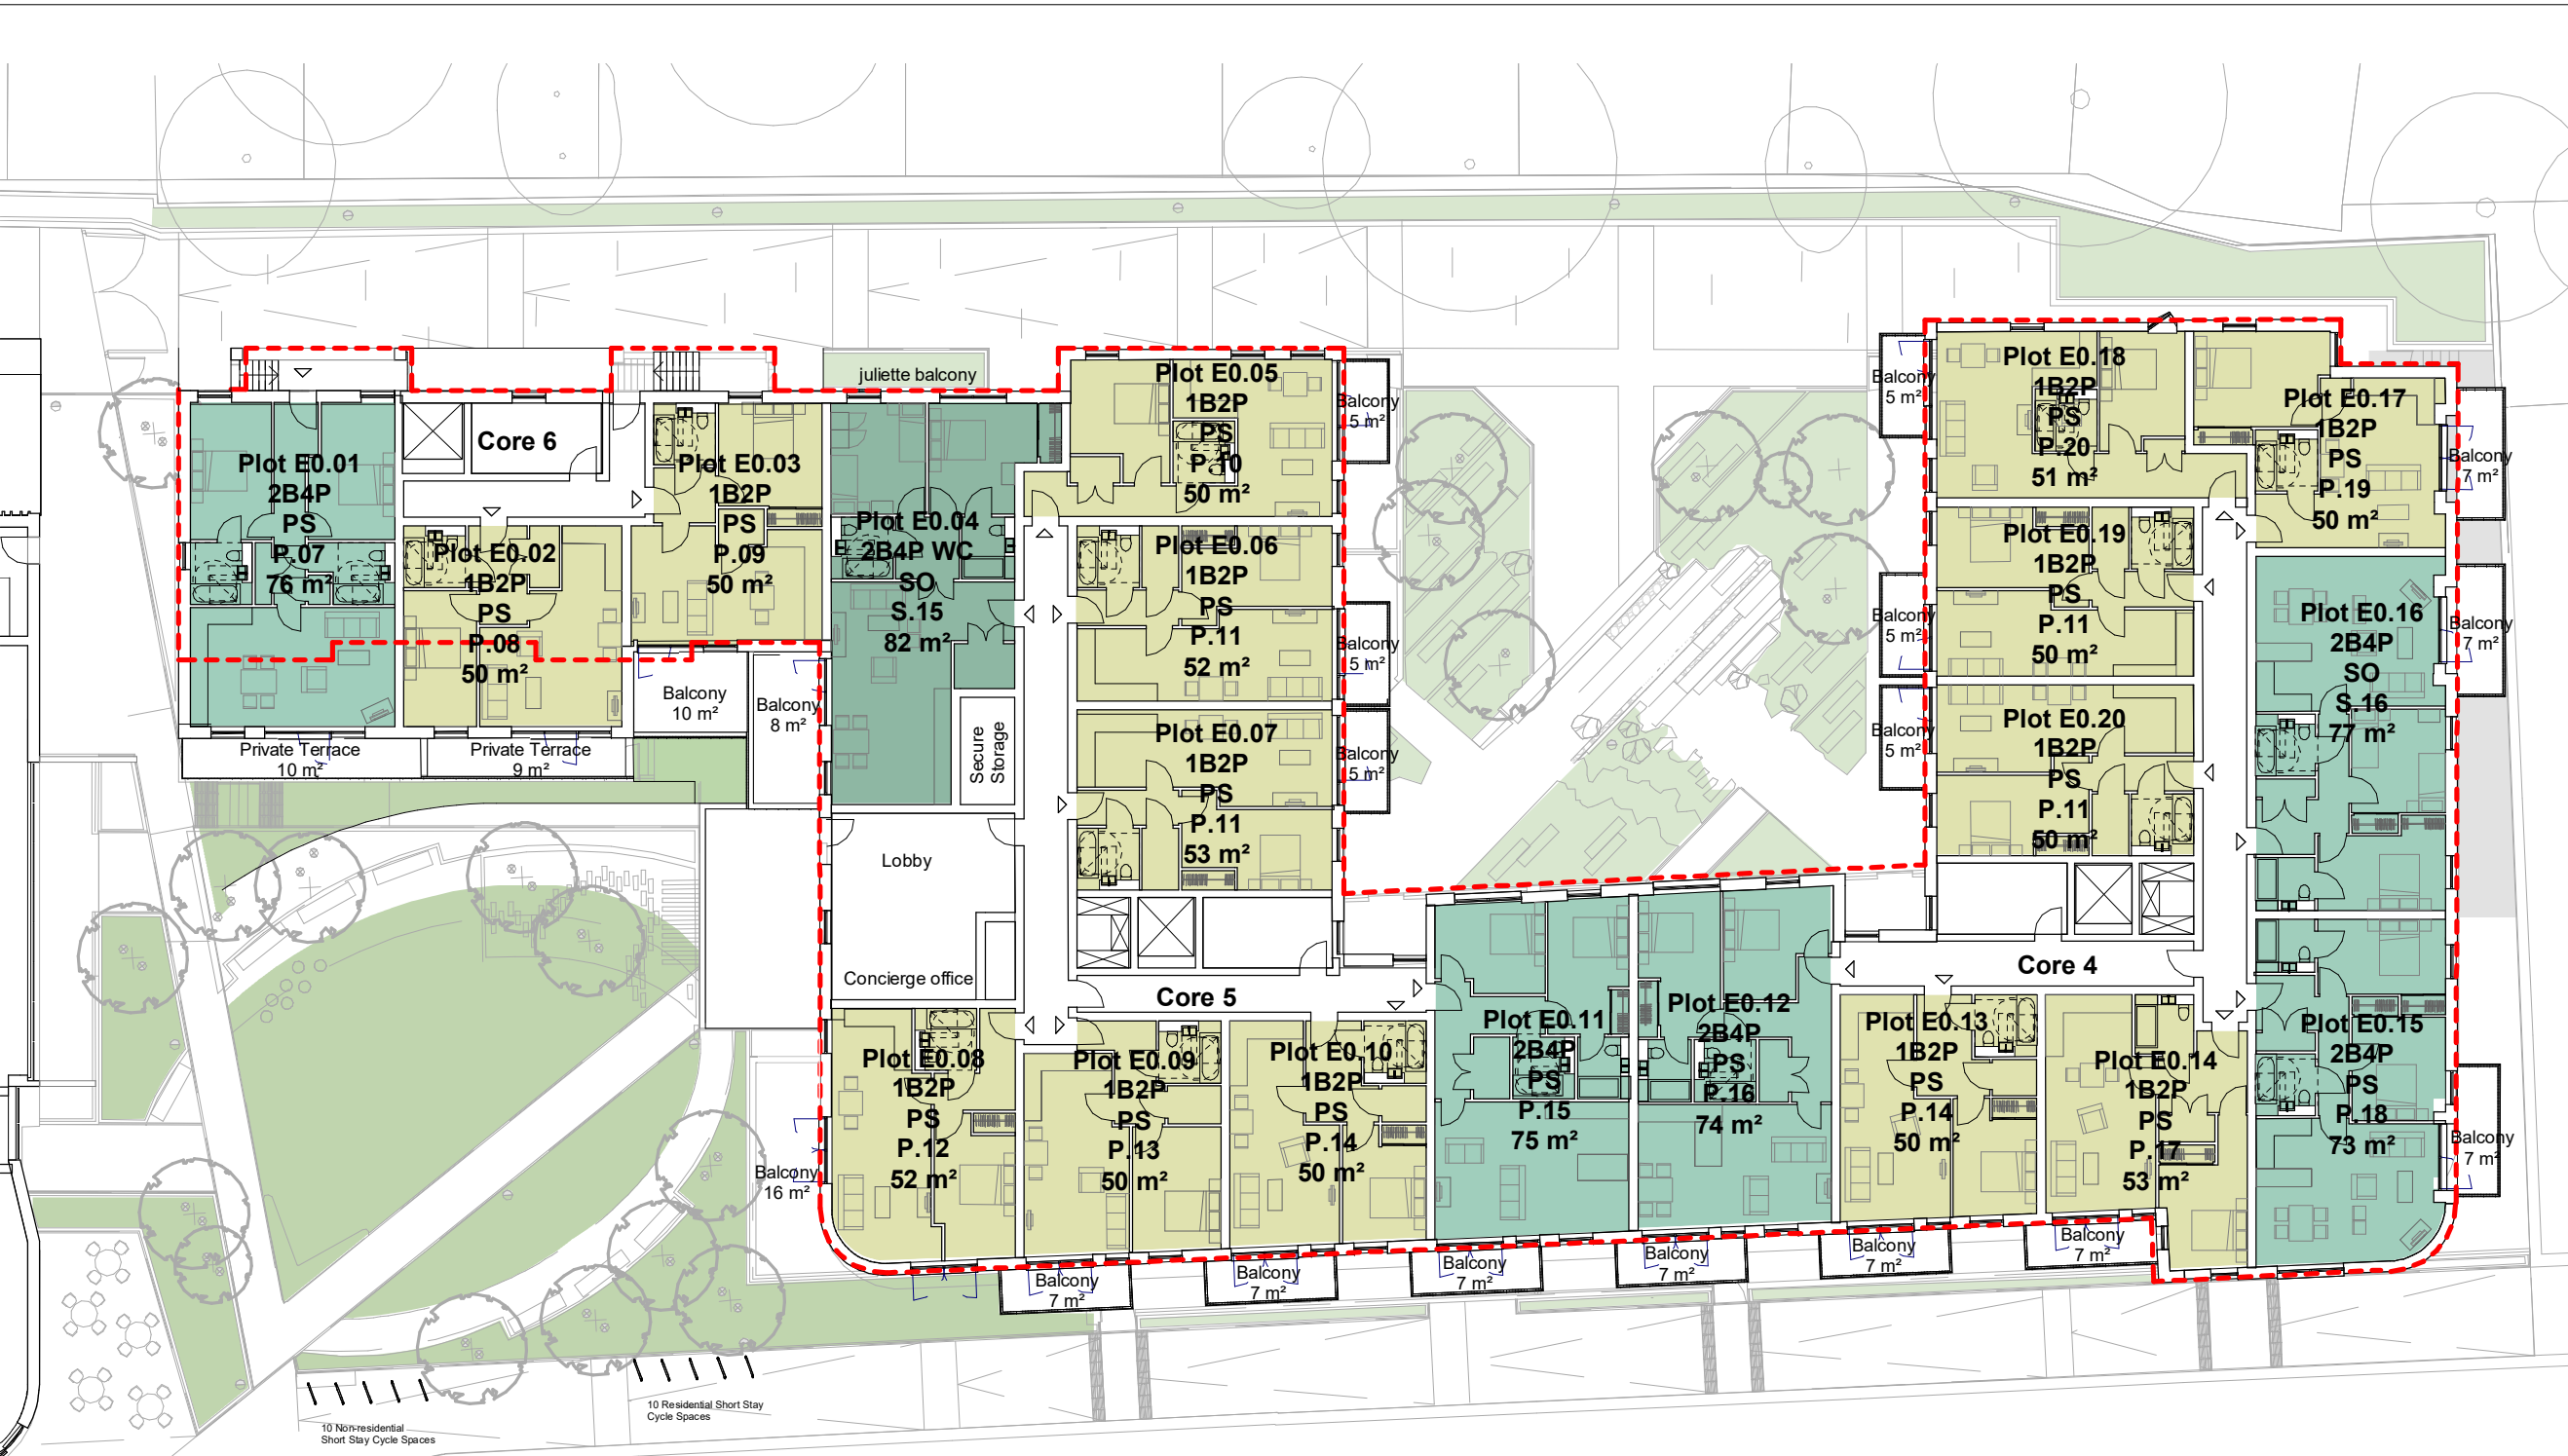 juliette balcony
Plot E0.01
2B4P
PS
P.07
76 m²
Core 6
Plot E0.02
1B2P
PS
P.08
50 m²
Plot E0.03
1B2P
PS
P.09
50 m²
Plot E0.04
2B4P WC
SO
S.15
82 m²
Plot E0.05
1B2P
PS
P.10
50 m²
Balcony
5 m²
Plot E0.06
1B2P
PS
P.11
52 m²
Balcony
5 m²
Plot E0.07
1B2P
PS
P.11
53 m²
Balcony
5 m²
Balcony
10 m²
Balcony
8 m²
Private Terrace
10 m²
Private Terrace
9 m²
Secure
Storage
Lobby
Concierge office
Core 5
Plot E0.08
1B2P
PS
P.12
52 m²
Balcony
16 m²
Plot E0.09
1B2P
PS
P.13
50 m²
Balcony
7 m²
Plot E0.10
1B2P
PS
P.14
50 m²
Balcony
7 m²
Plot E0.11
2B4P
PS
P.15
75 m²
Balcony
7 m²
Plot E0.12
2B4P
PS
P.16
74 m²
Balcony
7 m²
Plot E0.13
1B2P
PS
P.14
50 m²
Balcony
7 m²
Plot E0.14
1B2P
PS
P.17
53 m²
Balcony
7 m²
Core 4
Plot E0.15
2B4P
PS
P.18
73 m²
Balcony
7 m²
Plot E0.16
2B4P
SO
S.16
77 m²
Balcony
7 m²
Plot E0.17
1B2P
PS
P.19
50 m²
Balcony
7 m²
Plot E0.18
1B2P
PS
P.20
51 m²
Balcony
5 m²
Plot E0.19
1B2P
PS
P.11
50 m²
Balcony
5 m²
Plot E0.20
1B2P
PS
P.11
50 m²
Balcony
5 m²
10 Residential Short Stay
Cycle Spaces
10 Non-residential
Short Stay Cycle Spaces